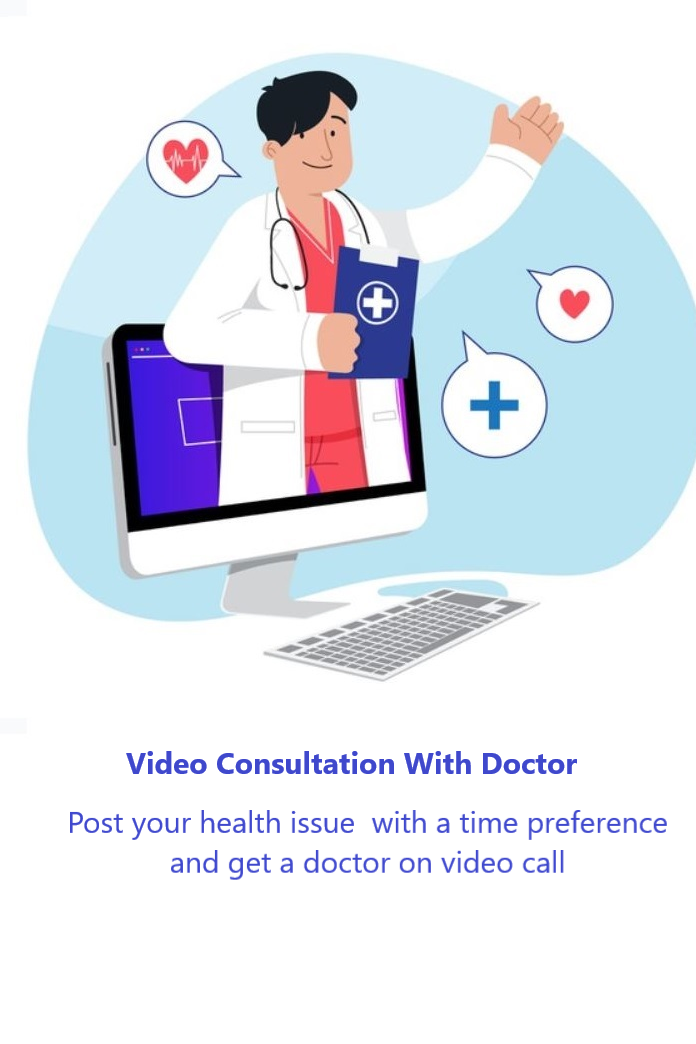 Video Consultation With Doctor
Post your health issue  with a time preference
and get a doctor on video call